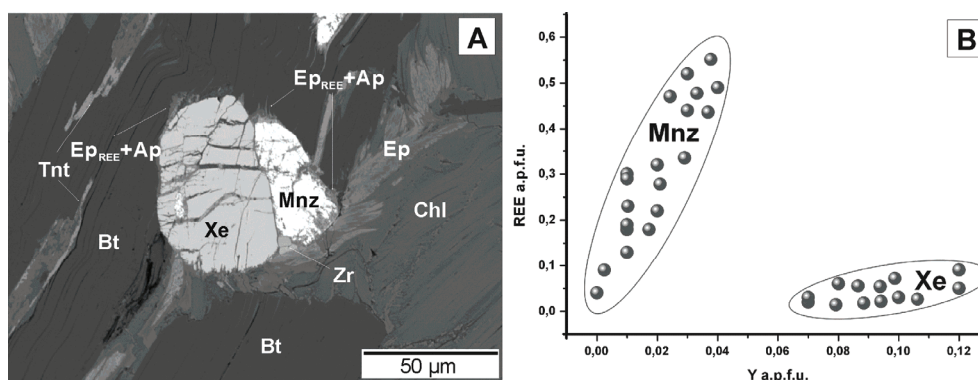 A
Ep_REE+Ap
Ep_REE+Ap
Tnt
Ep
Mnz
Chl
Xe
Bt
Zr
Bt
50 µm
B
REE a.p.f.u.
0,6
0,5
0,4
0,3
0,2
0,1
0,0
Mnz
Xe
0,00
0,02
0,04
0,06
0,08
0,10
0,12
Y a.p.f.u.